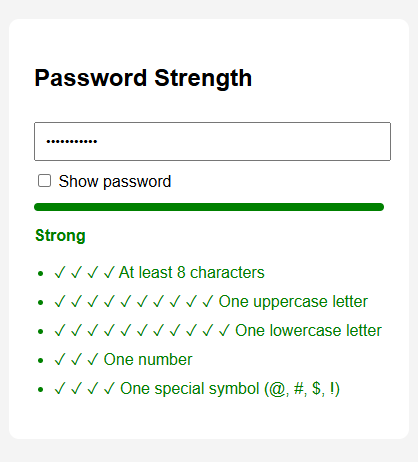 Password Strength
•••••••••••
Show password
Strong
• ✓ ✓ ✓ ✓ At least 8 characters
• ✓ ✓ ✓ ✓ ✓ ✓ ✓ ✓ ✓ ✓ One uppercase letter
• ✓ ✓ ✓ ✓ ✓ ✓ ✓ ✓ ✓ ✓ ✓ One lowercase letter
• ✓ ✓ ✓ One number
• ✓ ✓ ✓ ✓ One special symbol (@, #, $, !)